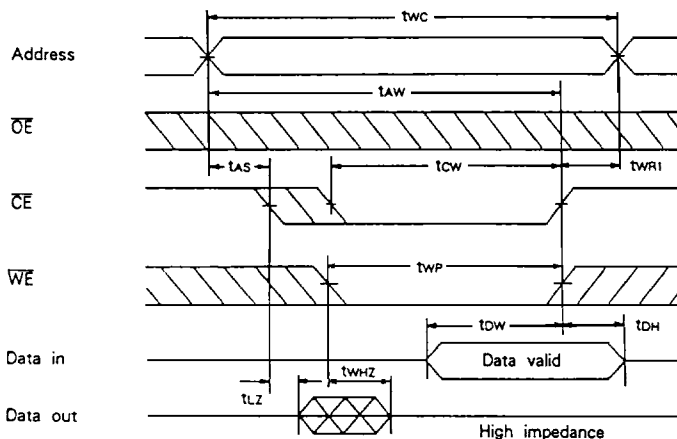 tWC
Address
tAW
OE
tAS tCW tWR1
CE
WE tWP
tDW tDH
Data in Data valid
tWHZ
tLZ
Data out High impedance